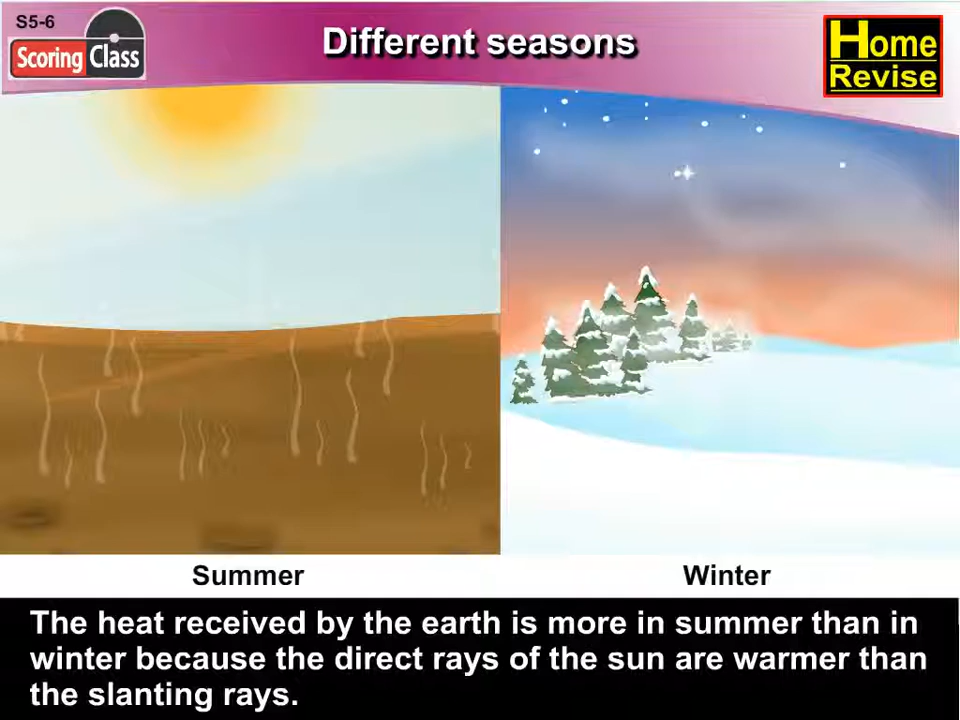 S5-6
Scoring Class
Different seasons
Home
Revise
Summer
Winter
The heat received by the earth is more in summer than in
winter because the direct rays of the sun are warmer than
the slanting rays.